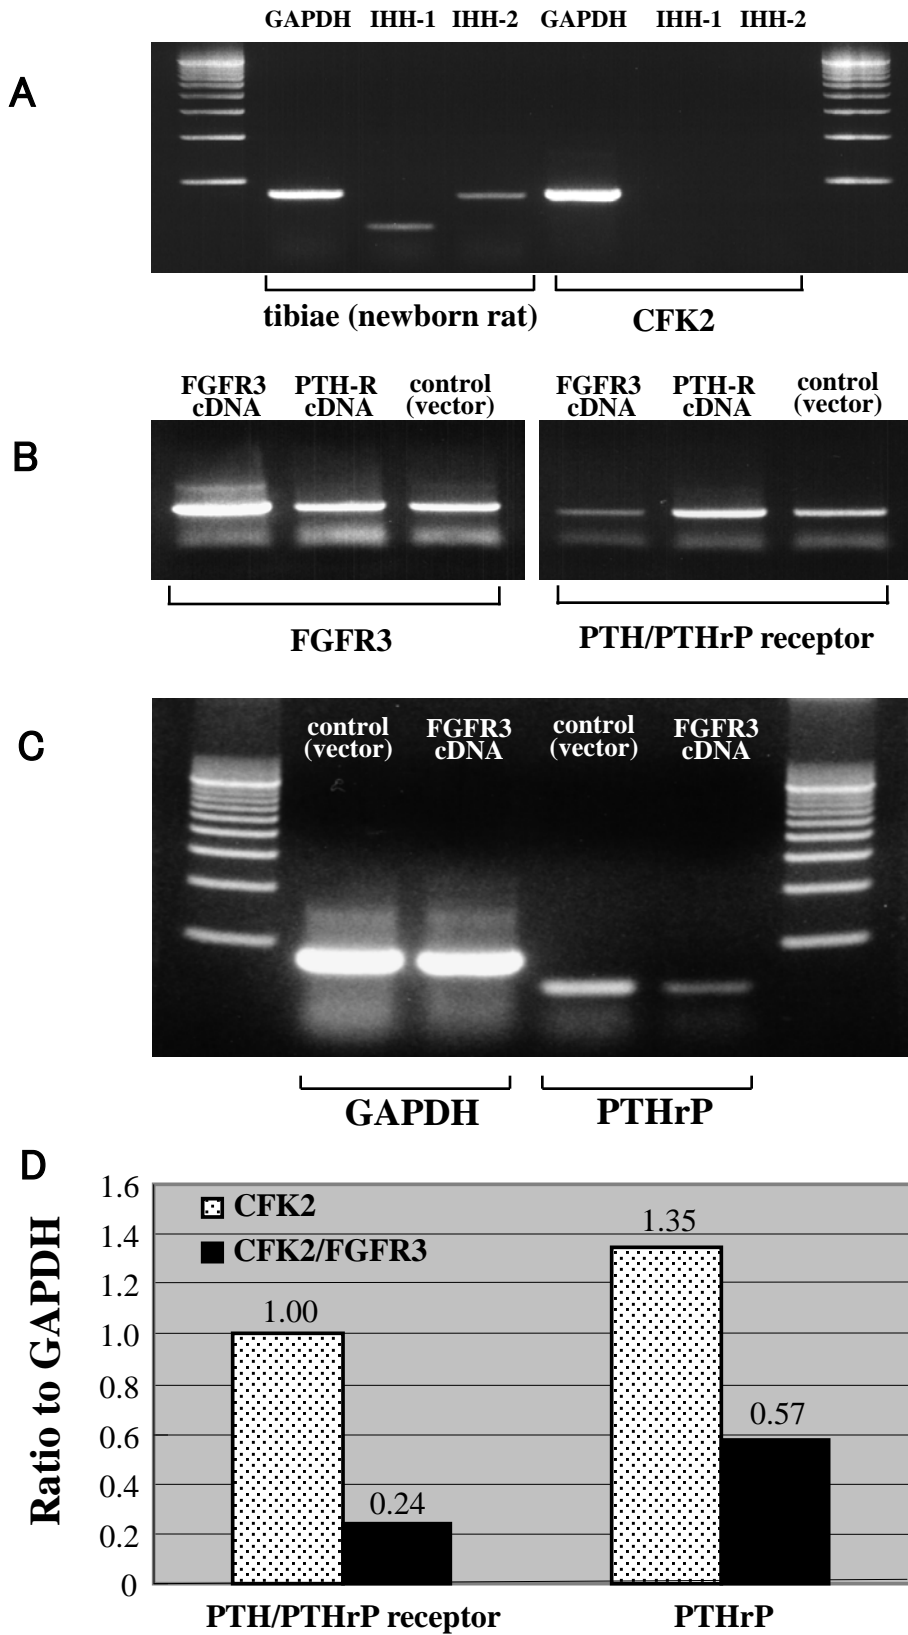 GAPDH IHH-1 IHH-2 GAPDH IHH-1 IHH-2
A
tibiae (newborn rat)
CFK2
FGFR3 cDNA
PTH-R cDNA
control (vector)
FGFR3 cDNA
PTH-R cDNA
control (vector)
B
FGFR3
PTH/PTHrP receptor
C
control (vector)
FGFR3 cDNA
control (vector)
FGFR3 cDNA
GAPDH
PTHrP
D
Ratio to GAPDH
1.6
1.4
1.2
1.0
0.8
0.6
0.4
0.2
0
CFK2
CFK2/FGFR3
1.00
0.24
1.35
0.57
PTH/PTHrP receptor
PTHrP